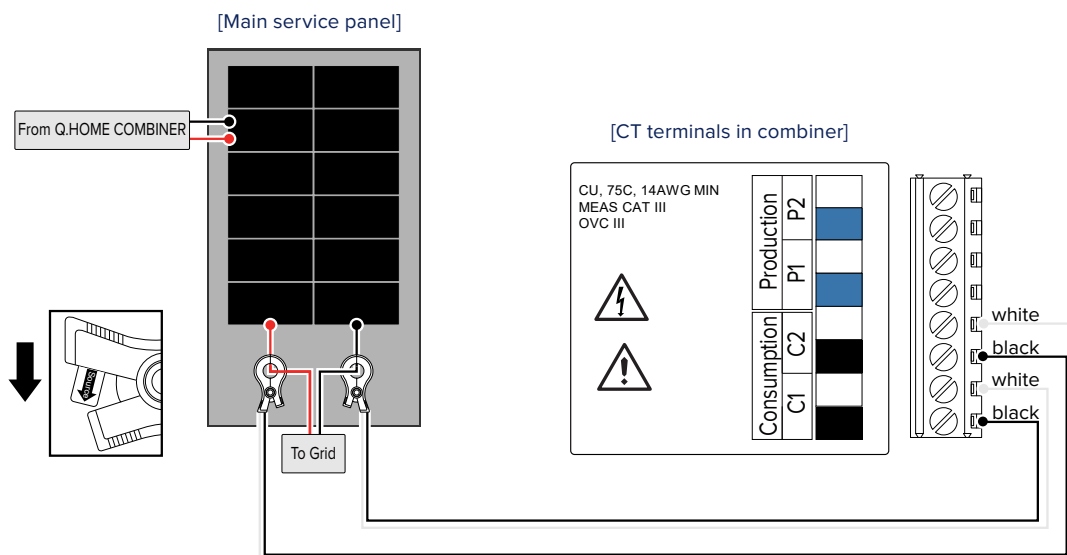 [Main service panel]
From Q.HOME COMBINER
[CT terminals in combiner]
CU, 75C, 14AWG MIN
MEAS CAT III
OVC III
Production
P2
P1
Consumption
C2
C1
white
black
white
black
Source
To Grid